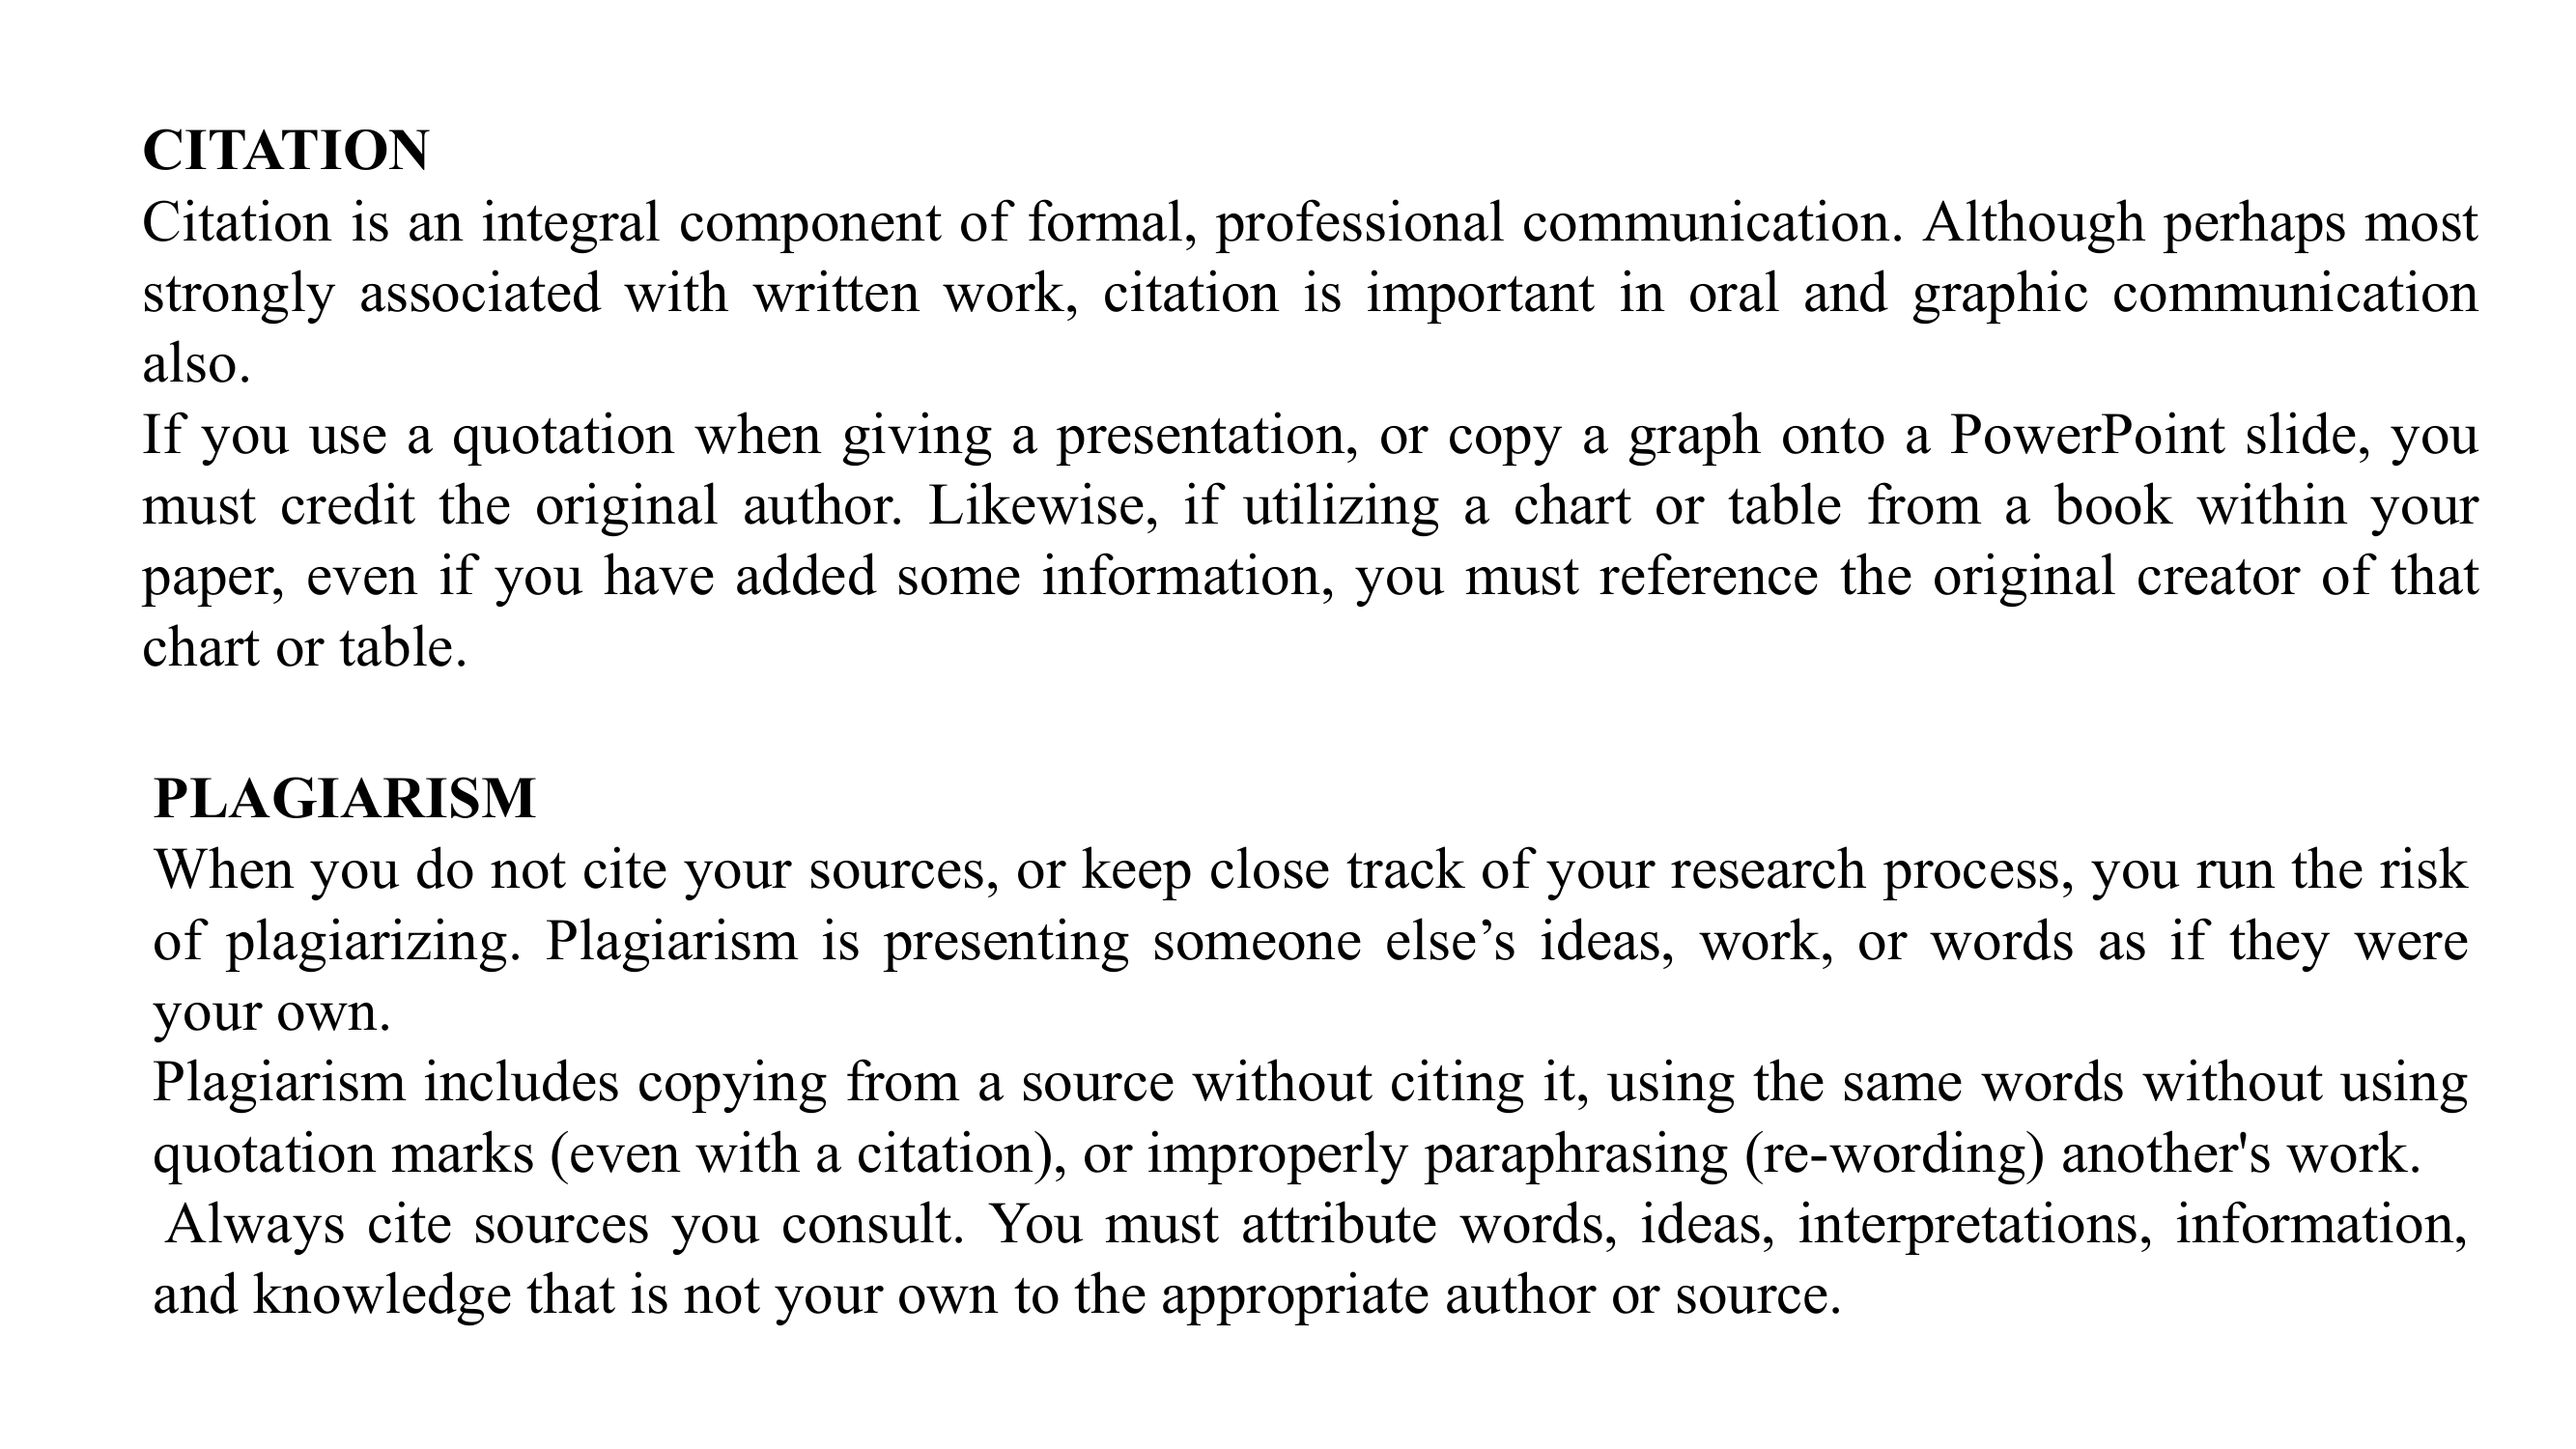 CITATION
Citation is an integral component of formal, professional communication. Although perhaps most
strongly associated with written work, citation is important in oral and graphic communication
also.
If you use a quotation when giving a presentation, or copy a graph onto a PowerPoint slide, you
must credit the original author. Likewise, if utilizing a chart or table from a book within your
paper, even if you have added some information, you must reference the original creator of that
chart or table.
PLAGIARISM
When you do not cite your sources, or keep close track of your research process, you run the risk
of plagiarizing. Plagiarism is presenting someone else’s ideas, work, or words as if they were
your own.
Plagiarism includes copying from a source without citing it, using the same words without using
quotation marks (even with a citation), or improperly paraphrasing (re-wording) another's work.
Always cite sources you consult. You must attribute words, ideas, interpretations, information,
and knowledge that is not your own to the appropriate author or source.